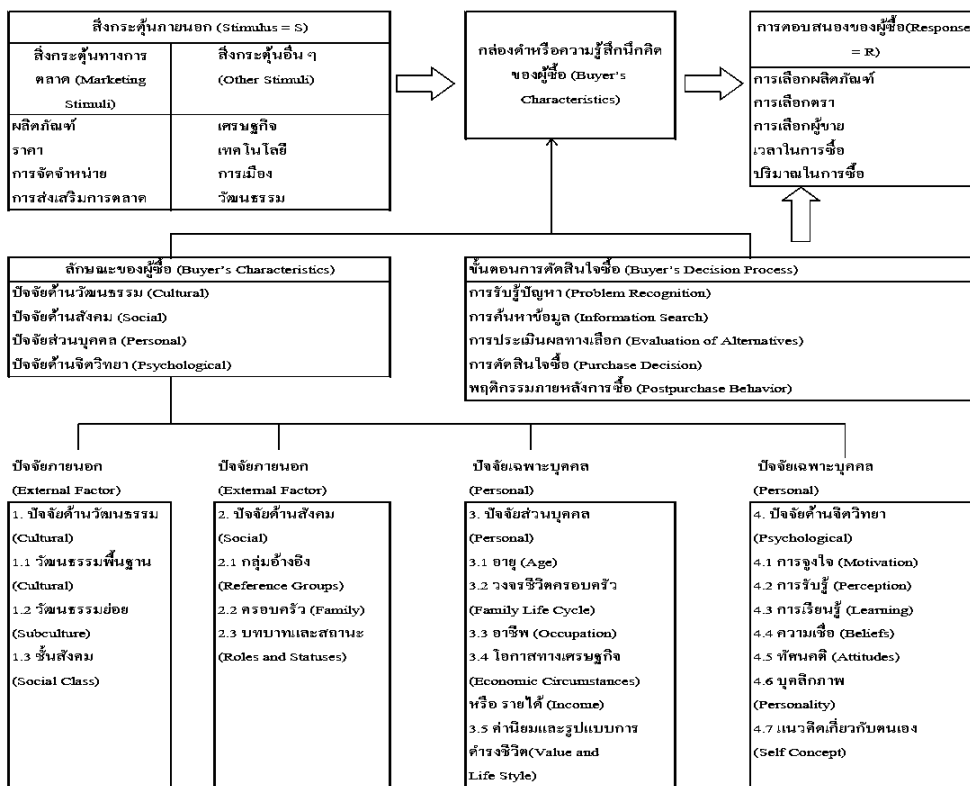 สิ่งกระตุ้นภายนอก (Stimulus = S)
สิ่งกระตุ้นทางการ
ตลาด (Marketing
Stimuli)
สิ่งกระตุ้นอื่น ๆ
(Other Stimuli)
ผลิตภัณฑ์
ราคา
การจัดจำหน่าย
การส่งเสริมการตลาด
เศรษฐกิจ
เทคโนโลยี
การเมือง
วัฒนธรรม
กล่องดำหรือความรู้สึกนึกคิด
ของผู้ซื้อ (Buyer's
Characteristics)
การตอบสนองของผู้ซื้อ(Response
= R)
การเลือกผลิตภัณฑ์
การเลือกตรา
การเลือกผู้ขาย
เวลาในการซื้อ
ปริมาณในการซื้อ
ลักษณะของผู้ซื้อ (Buyer's Characteristics)
ปัจจัยด้านวัฒนธรรม (Cultural)
ปัจจัยด้านสังคม (Social)
ปัจจัยส่วนบุคคล (Personal)
ปัจจัยด้านจิตวิทยา (Psychological)
ขั้นตอนการตัดสินใจซื้อ (Buyer's Decision Process)
การรับรู้ปัญหา (Problem Recognition)
การค้นหาข้อมูล (Information Search)
การประเมินผลทางเลือก (Evaluation of Alternatives)
การตัดสินใจซื้อ (Purchase Decision)
พฤติกรรมภายหลังการซื้อ (Postpurchase Behavior)
ปัจจัยภายนอก
(External Factor)
1. ปัจจัยด้านวัฒนธรรม
(Cultural)
1.1 วัฒนธรรมพื้นฐาน
(Cultural)
1.2 วัฒนธรรมย่อย
(Subculture)
1.3 ชั้นสังคม
(Social Class)
ปัจจัยภายนอก
(External Factor)
2. ปัจจัยด้านสังคม
(Social)
2.1 กลุ่มอ้างอิง
(Reference Groups)
2.2 ครอบครัว (Family)
2.3 บทบาทและสถานะ
(Roles and Statuses)
ปัจจัยเฉพาะบุคคล
(Personal)
3. ปัจจัยส่วนบุคคล
(Personal)
3.1 อายุ (Age)
3.2 วงจรชีวิตครอบครัว
(Family Life Cycle)
3.3 อาชีพ (Occupation)
3.4 โอกาสทางเศรษฐกิจ
(Economic Circumstances)
หรือ รายได้ (Income)
3.5 ค่านิยมและรูปแบบการ
ดำรงชีวิต(Value and
Life Style)
ปัจจัยเฉพาะบุคคล
(Personal)
4. ปัจจัยด้านจิตวิทยา
(Psychological)
4.1 การจูงใจ (Motivation)
4.2 การรับรู้ (Perception)
4.3 การเรียนรู้ (Learning)
4.4 ความเชื่อ (Beliefs)
4.5 ทัศนคติ (Attitudes)
4.6 บุคลิกภาพ
(Personality)
4.7 แนวคิดเกี่ยวกับตนเอง
(Self Concept)